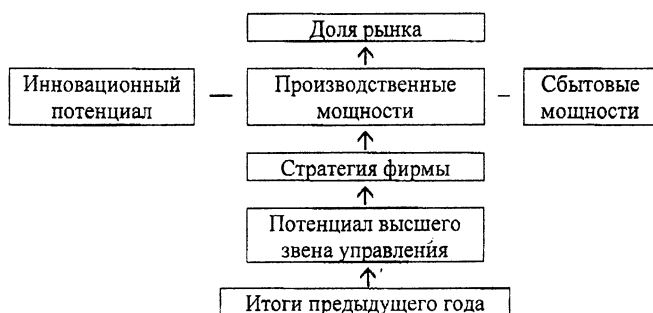 Доля рынка
Инновационный
потенциал
Производственные
мощности
Сбытовые
мощности
Стратегия фирмы
Потенциал высшего
звена управления
Итоги предыдущего года